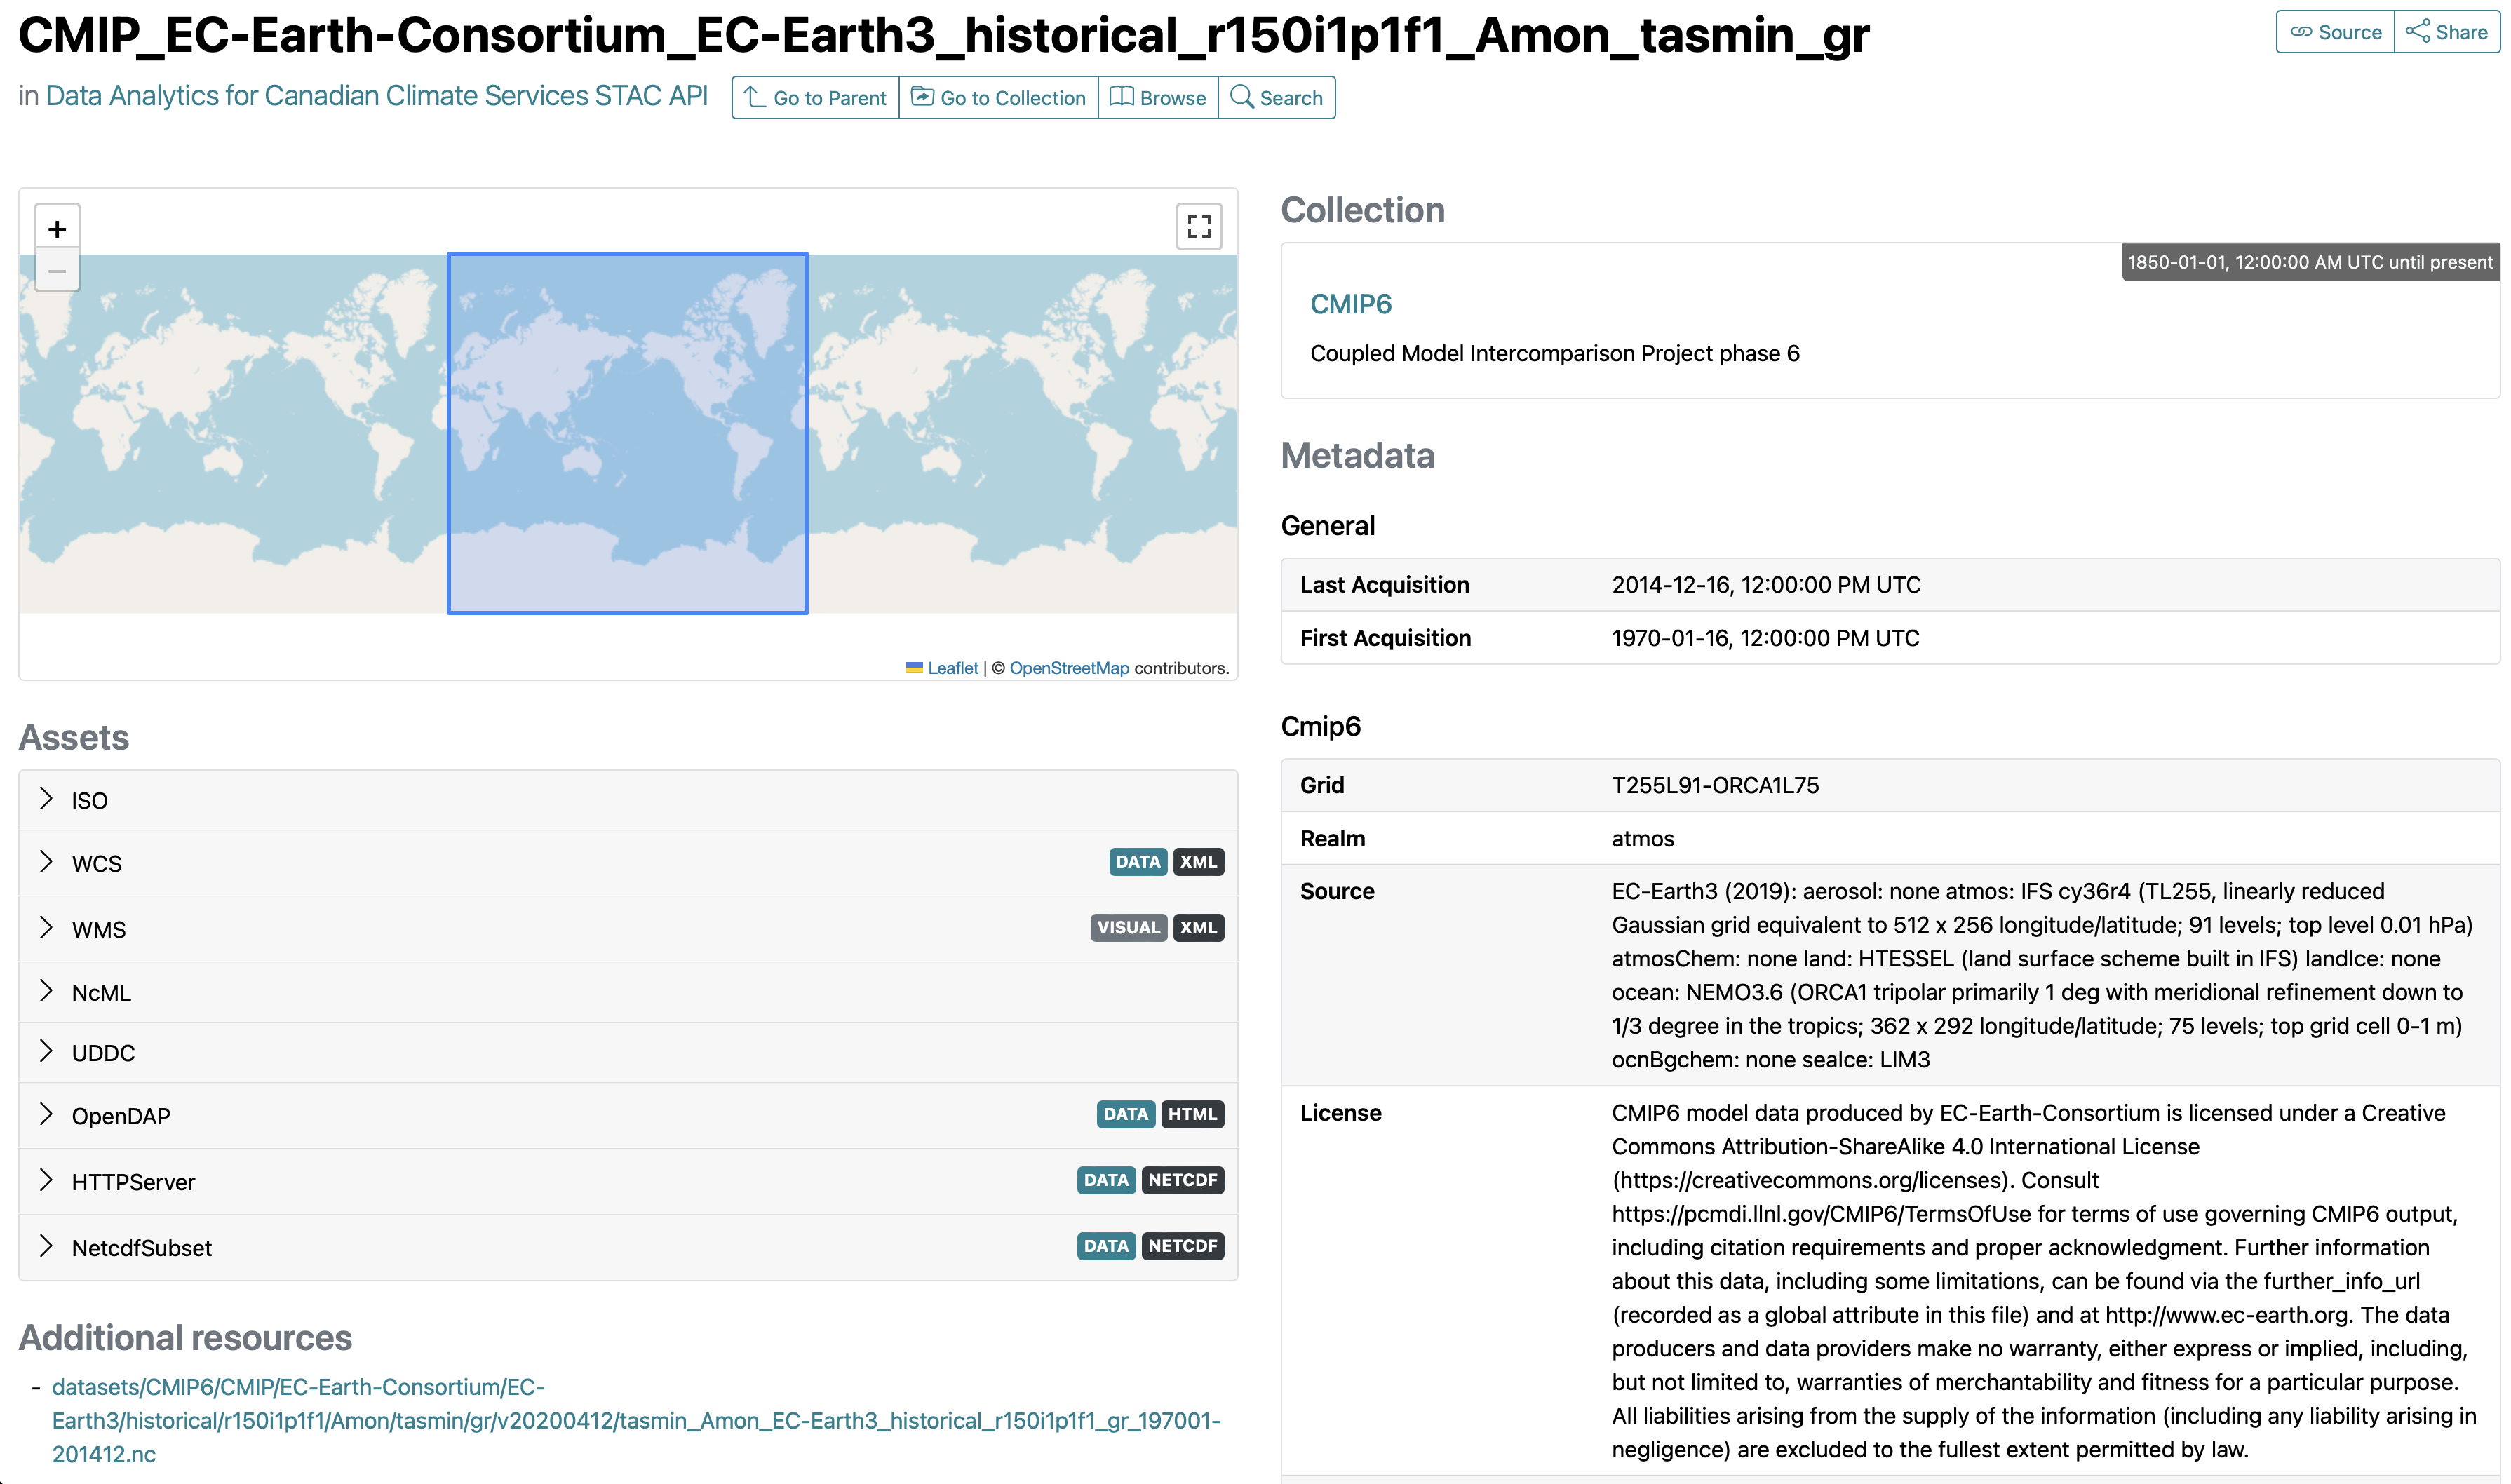 CMIP_EC-Earth-Consortium_EC-Earth3_historical_r150i1p1f1_Amon_tasmin_gr
Source
Share
in Data Analytics for Canadian Climate Services STAC API
Go to Parent
Go to Collection
Browse
Search
+
−
Leaflet | © OpenStreetMap contributors.
Assets
ISO
WCS DATA XML
WMS VISUAL XML
NcML
UDDC
OpenDAP DATA HTML
HTTPServer DATA NETCDF
NetcdfSubset DATA NETCDF
Additional resources
- datasets/CMIP6/CMIP/EC-Earth-Consortium/EC-
Earth3/historical/r150i1p1f1/Amon/tasmin/gr/v20200412/tasmin_Amon_EC-Earth3_historical_r150i1p1f1_gr_197001-
201412.nc
Collection
1850-01-01, 12:00:00 AM UTC until present
CMIP6
Coupled Model Intercomparison Project phase 6
Metadata
General
Last Acquisition 2014-12-16, 12:00:00 PM UTC
First Acquisition 1970-01-16, 12:00:00 PM UTC
Cmip6
Grid T255L91-ORCA1L75
Realm atmos
Source EC-Earth3 (2019): aerosol: none atmos: IFS cy36r4 (TL255, linearly reduced
Gaussian grid equivalent to 512 x 256 longitude/latitude; 91 levels; top level 0.01 hPa)
atmosChem: none land: HTESSEL (land surface scheme built in IFS) landIce: none
ocean: NEMO3.6 (ORCA1 tripolar primarily 1 deg with meridional refinement down to
1/3 degree in the tropics; 362 x 292 longitude/latitude; 75 levels; top grid cell 0-1 m)
ocnBgchem: none seaIce: LIM3
License CMIP6 model data produced by EC-Earth-Consortium is licensed under a Creative
Commons Attribution-ShareAlike 4.0 International License
(https://creativecommons.org/licenses). Consult
https://pcmdi.llnl.gov/CMIP6/TermsOfUse for terms of use governing CMIP6 output,
including citation requirements and proper acknowledgment. Further information
about this data, including some limitations, can be found via the further_info_url
(recorded as a global attribute in this file) and at http://www.ec-earth.org. The data
producers and data providers make no warranty, either express or implied, including,
but not limited to, warranties of merchantability and fitness for a particular purpose.
All liabilities arising from the supply of the information (including any liability arising in
negligence) are excluded to the fullest extent permitted by law.